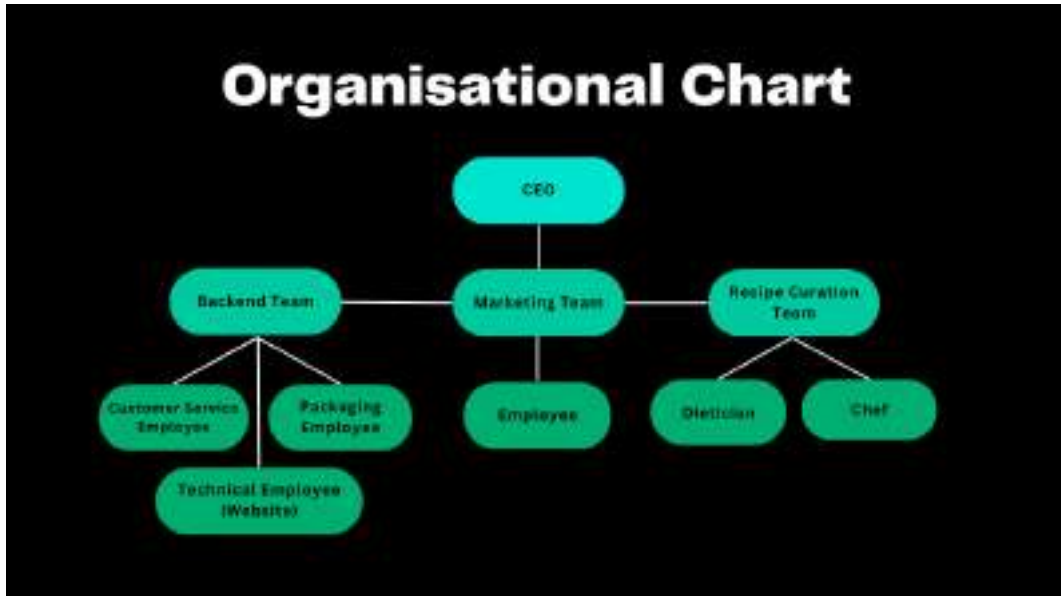 Organisational Chart
CEO
Backend Team
Marketing Team
Recipe Curation
Team
Customer Service
Employee
Packaging
Employee
Employee
Dietician
Chef
Technical Employee
(Website)